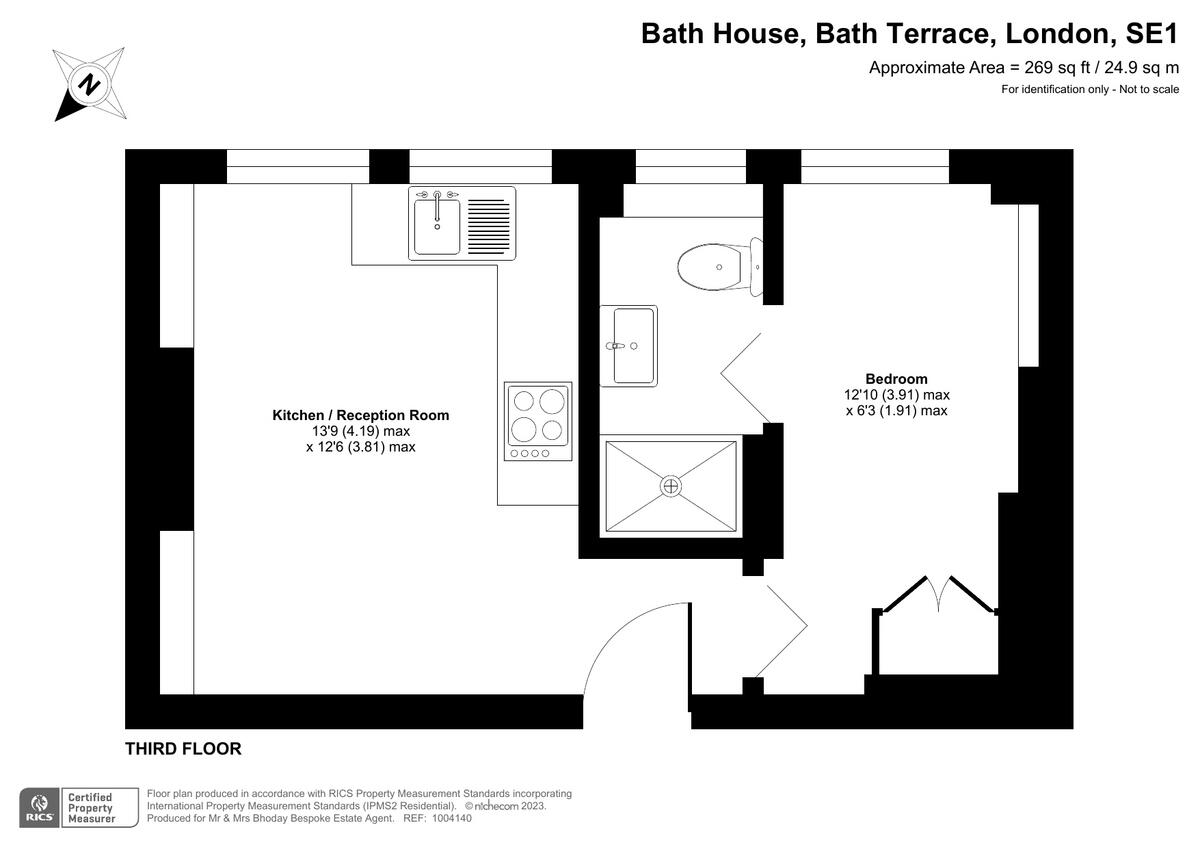 Bath House, Bath Terrace, London, SE1
Approximate Area = 269 sq ft / 24.9 sq m
For identification only - Not to scale
N
Kitchen / Reception Room
13'9 (4.19) max
x 12'6 (3.81) max
Bedroom
12'10 (3.91) max
x 6'3 (1.91) max
THIRD FLOOR
RICS
Certified
Property
Measurer
Floor plan produced in accordance with RICS Property Measurement Standards incorporating
International Property Measurement Standards (IPMS2 Residential). © nichecom 2023.
Produced for Mr & Mrs Bhoday Bespoke Estate Agent. REF: 1004140